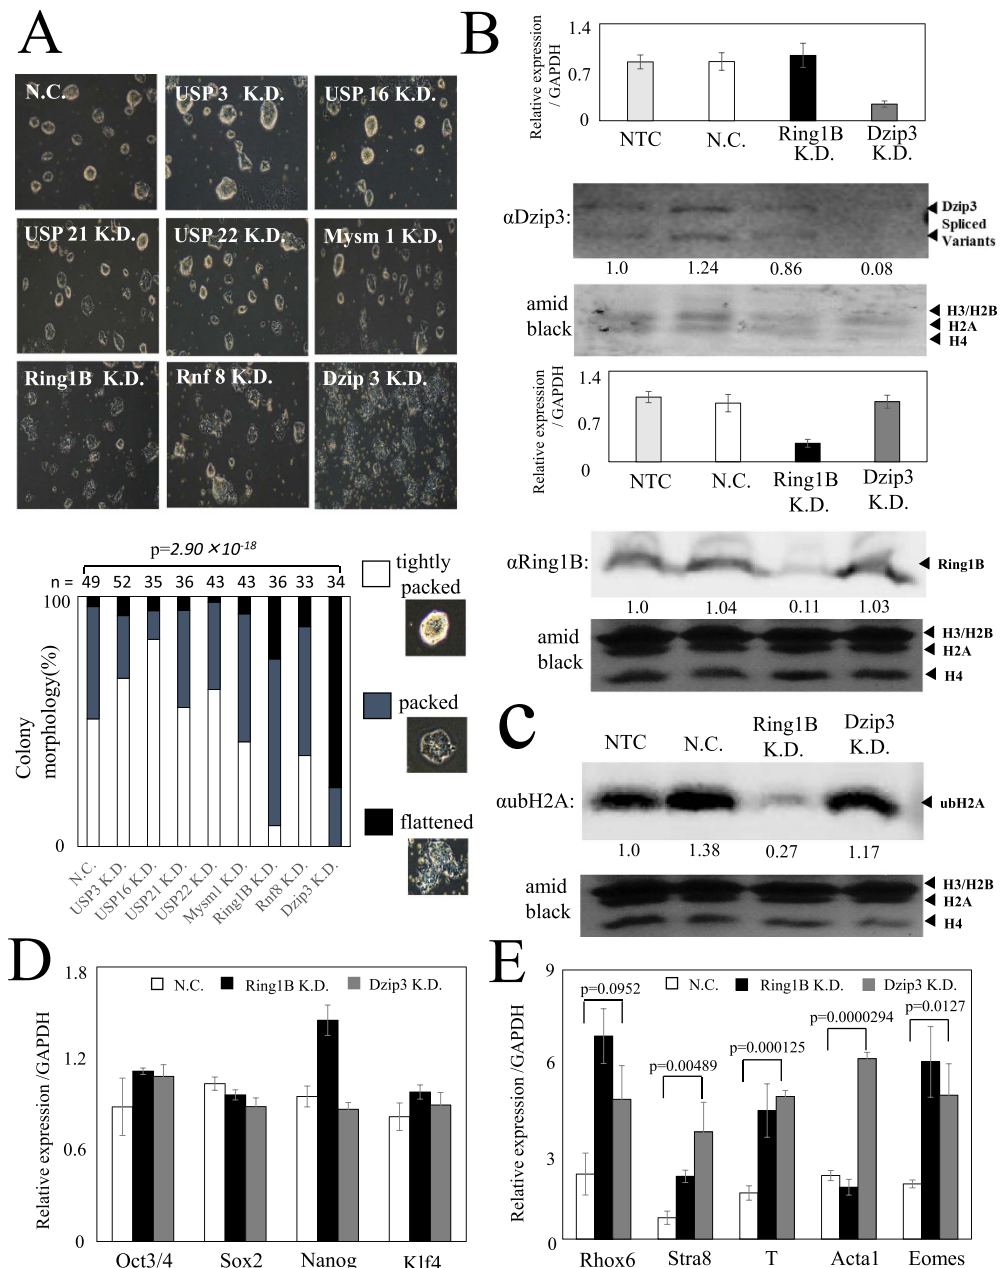 A
N.C.
USP 3 K.D.
USP 16 K.D.
USP 21 K.D.
USP 22 K.D.
Mysm 1 K.D.
Ring1B K.D.
Rnf 8 K.D.
Dzip 3 K.D.
p=2.90×10-18
n = 49 52 35 36 43 43 36 33 34
100
0
Colony
morphology(%)
N.C.
USP3 K.D.
USP16 K.D.
USP21 K.D.
USP22 K.D.
Mysm1 K.D.
Ring1B K.D.
Rnf8 K.D.
Dzip3 K.D.
tightly
packed
packed
flattened
B
Relative expression
/ GAPDH
1.4
0.7
0
NTC
N.C.
Ring1B
K.D.
Dzip3
K.D.
αDzip3:
Dzip3
Spliced
Variants
1.0 1.24 0.86 0.08
amid
black
H3/H2B
H2A
H4
Relative expression
/ GAPDH
1.4
0.7
0
NTC
N.C.
Ring1B
K.D.
Dzip3
K.D.
αRing1B:
Ring1B
1.0 1.04 0.11 1.03
amid
black
H3/H2B
H2A
H4
c
NTC
N.C.
Ring1B
K.D.
Dzip3
K.D.
αubH2A:
ubH2A
1.0 1.38 0.27 1.17
amid
black
H3/H2B
H2A
H4
D
Relative expression /GAPDH
1.8
1.2
0.6
0
N.C. Ring1B K.D. Dzip3 K.D.
Oct3/4 Sox2 Nanog Klf4
E
Relative expression /GAPDH
9
6
3
0
N.C. Ring1B K.D. Dzip3 K.D.
p=0.0952
p=0.00489
p=0.000125
p=0.0000294
p=0.0127
Rhox6 Stra8 T Acta1 Eomes